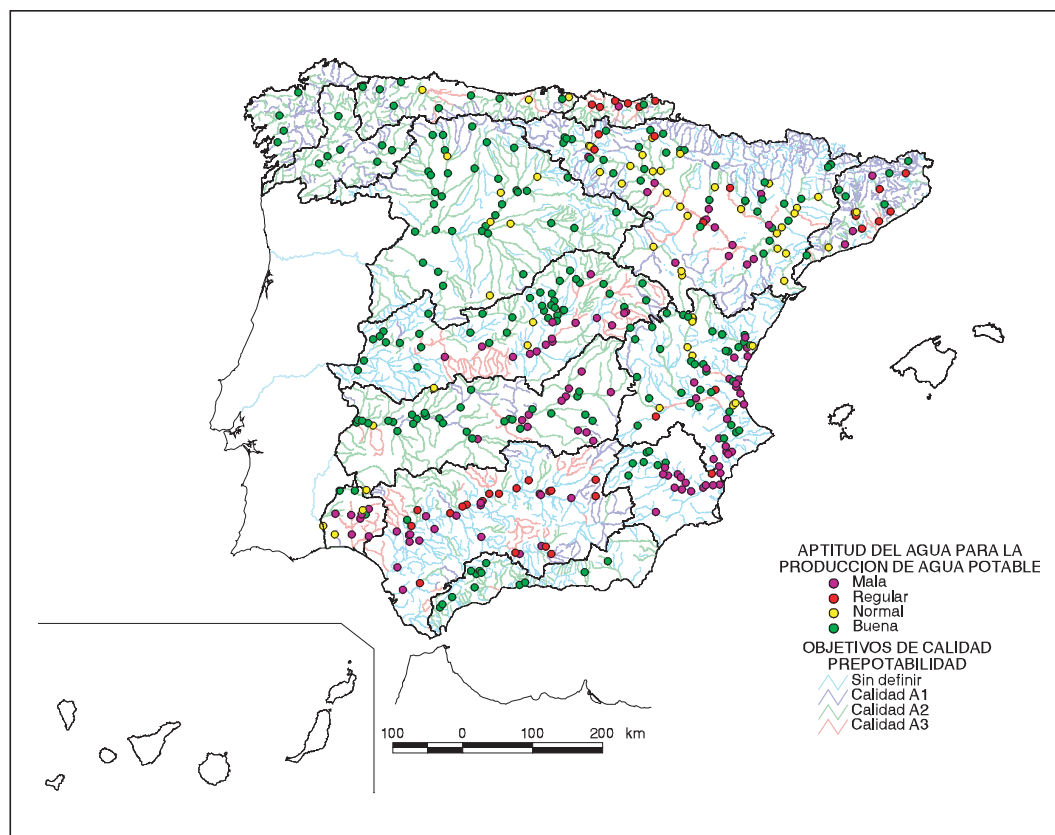 APTITUD DEL AGUA PARA LA
PRODUCCION DE AGUA POTABLE
Mala
Regular
Normal
Buena
OBJETIVOS DE CALIDAD
PREPOTABILIDAD
Sin definir
Calidad A1
Calidad A2
Calidad A3
100 0 100 200 km